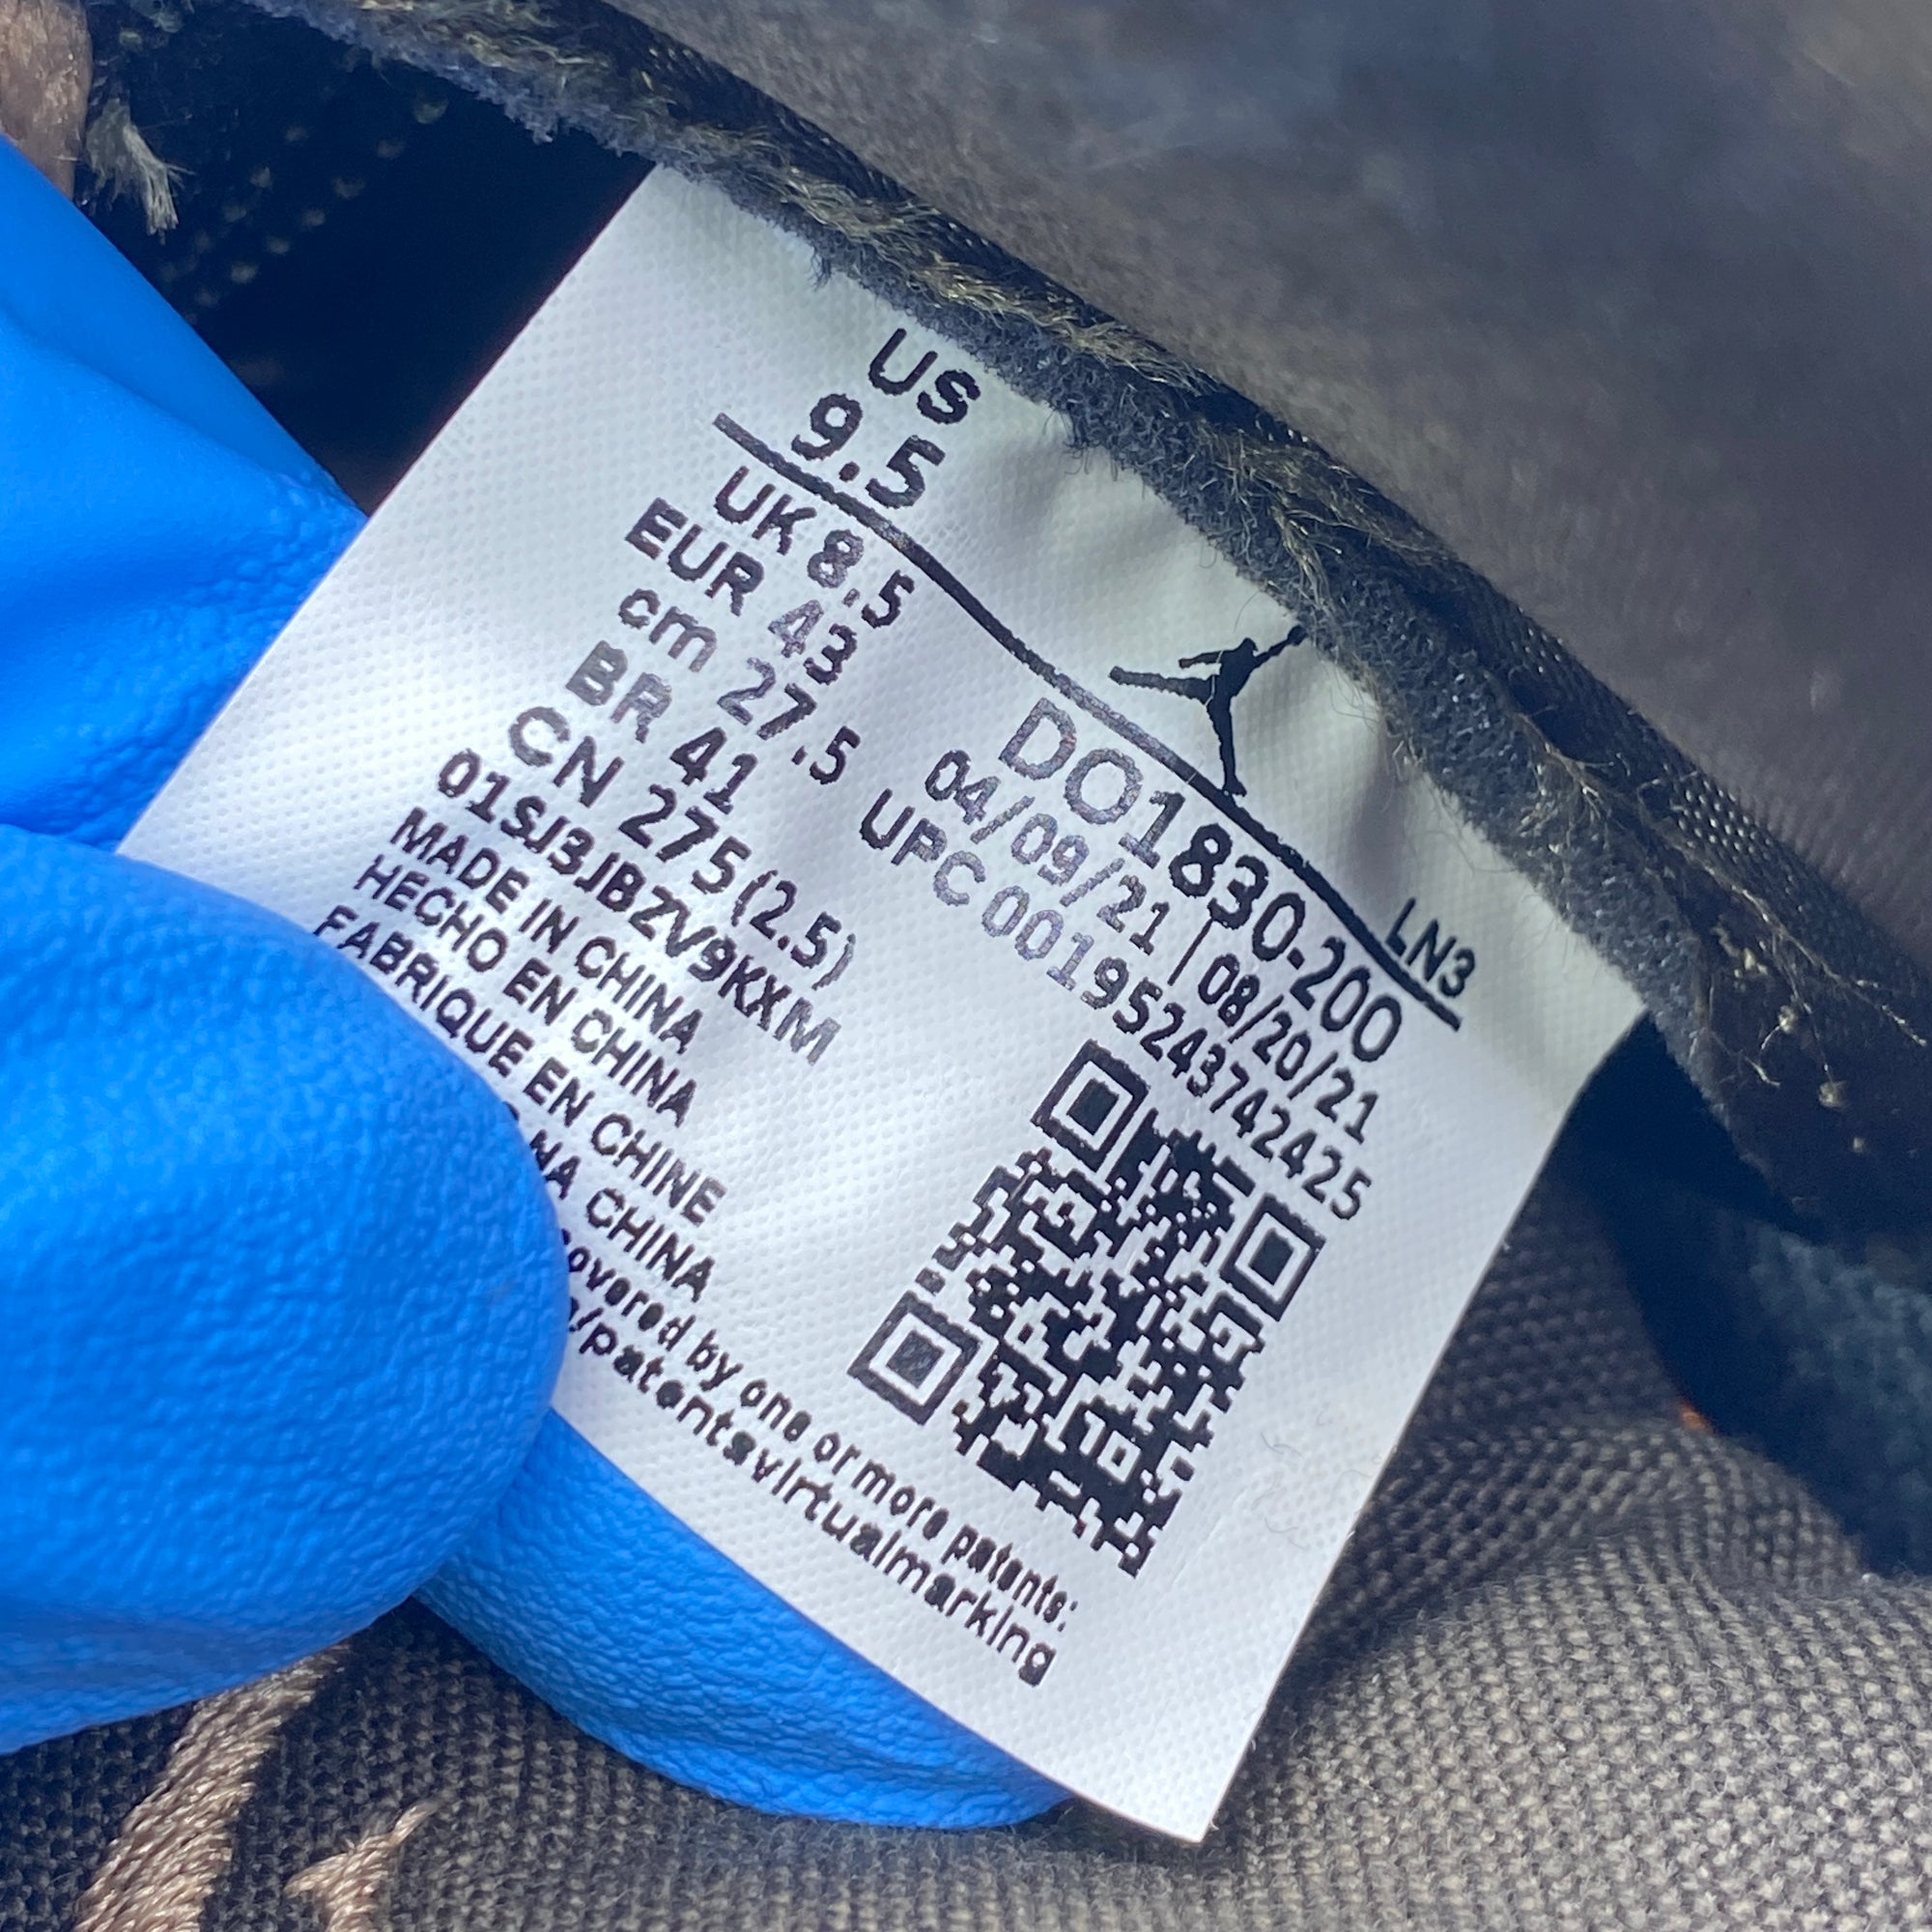 US
9.5
LN3
UK 8.5
EUR 43
cm 27.5
BR 41
CN 275 (2.5)
01SJ3JBZV9KXM
MADE IN CHINA
HECHO EN CHINA
FABRIQUE EN CHINE
NA CHINA
DO1830-200
04/09/21 | 08/20/21
UPC 00195243742425
overed by one or more patents:
/patentsvirtualmarking